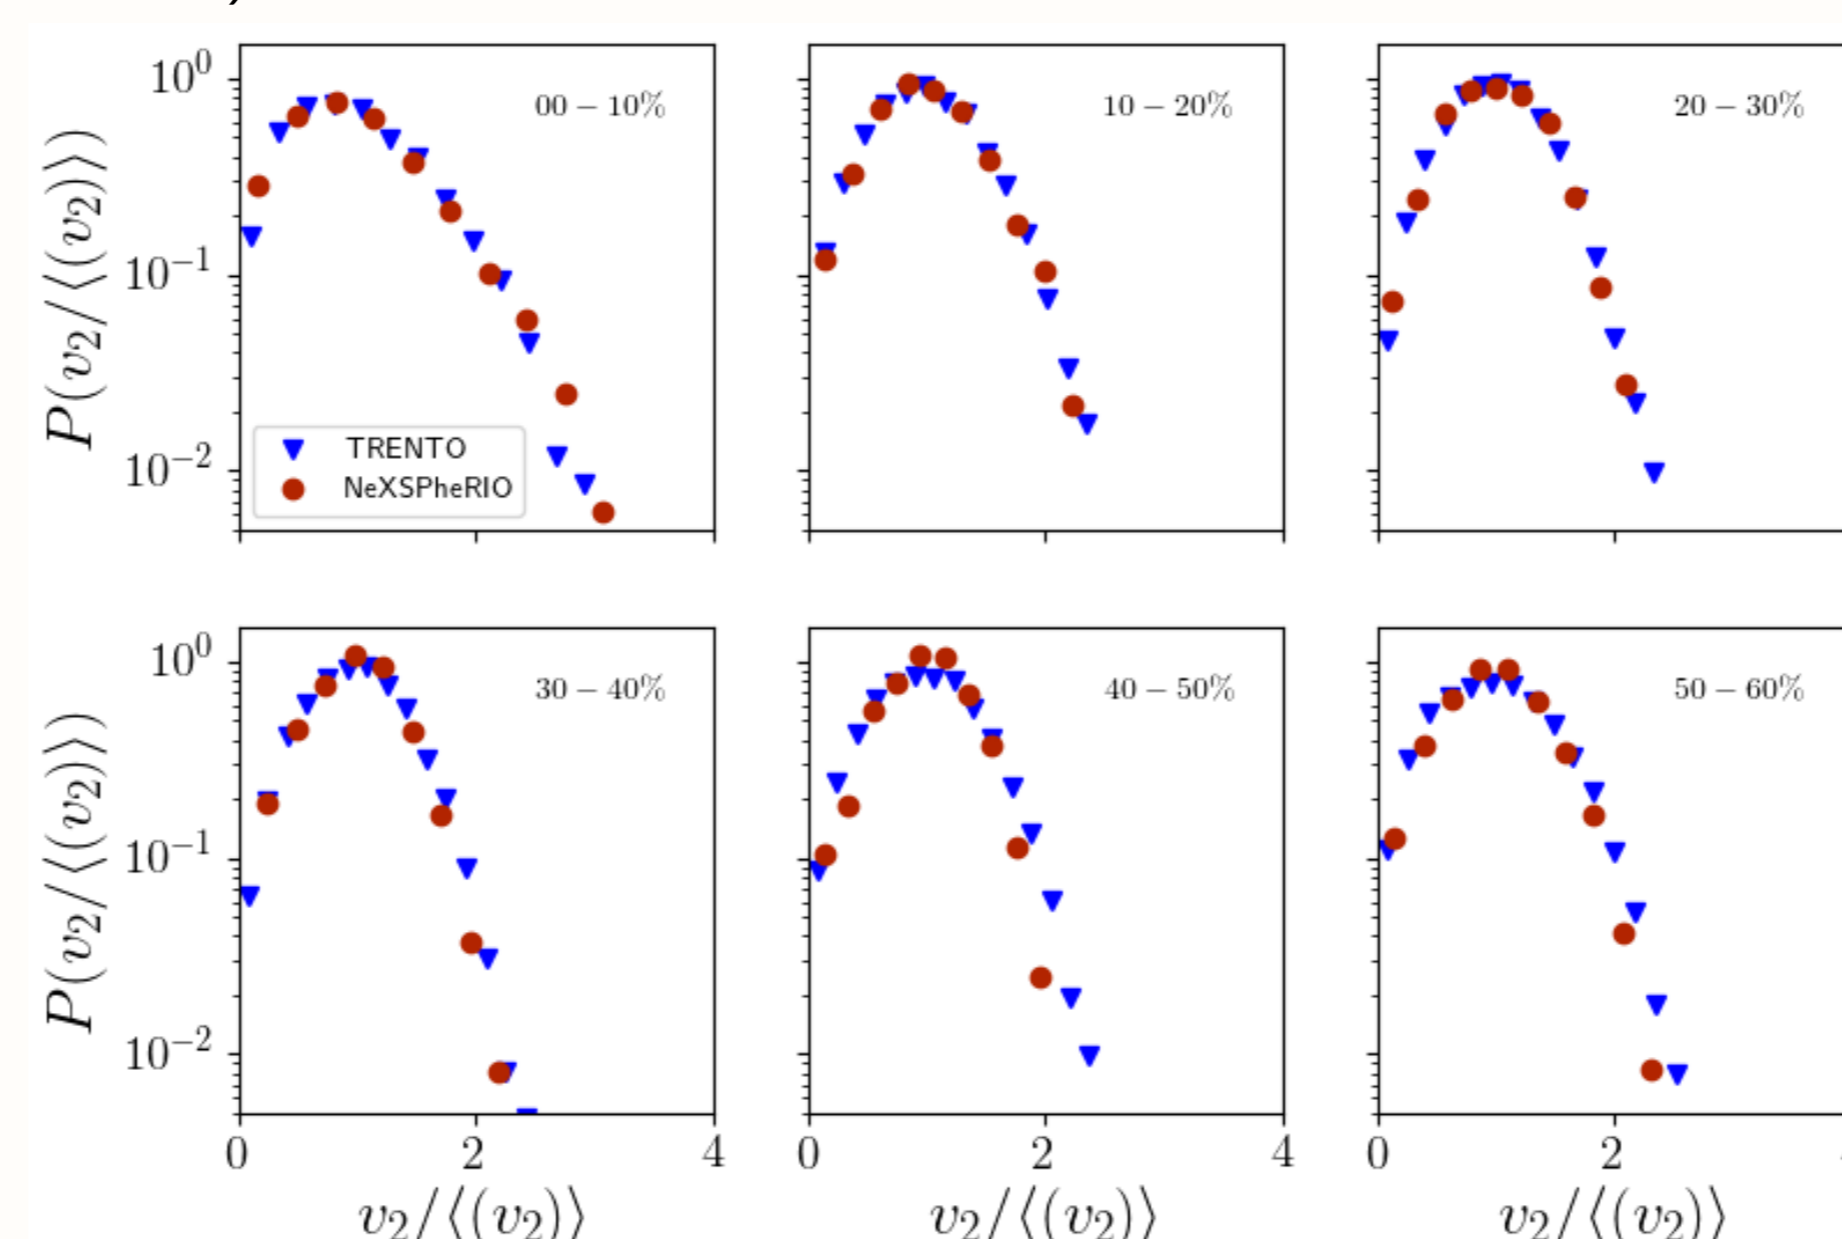 00 − 10%
10 − 20%
20 − 30%
10^0
10^−1
10^−2
P(v_2/⟨(v_2)⟩)
TRENTO
NeXSPheRIO
30 − 40%
40 − 50%
50 − 60%
10^0
10^−1
10^−2
P(v_2/⟨(v_2)⟩)
0 2 4 0 2 4 0 2
v_2/⟨(v_2)⟩ v_2/⟨(v_2)⟩ v_2/⟨(v_2)⟩